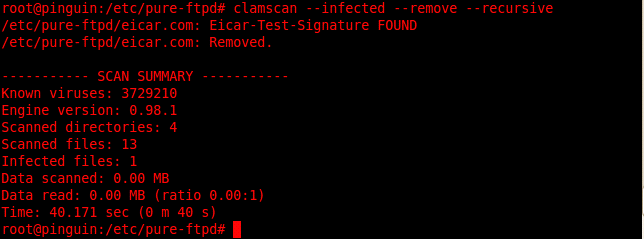 root@pinguin:/etc/pure-ftpd# clamscan --infected --remove --recursive
/etc/pure-ftpd/eicar.com: Eicar-Test-Signature FOUND
/etc/pure-ftpd/eicar.com: Removed.
----------- SCAN SUMMARY -----------
Known viruses: 3729210
Engine version: 0.98.1
Scanned directories: 4
Scanned files: 13
Infected files: 1
Data scanned: 0.00 MB
Data read: 0.00 MB (ratio 0.00:1)
Time: 40.171 sec (0 m 40 s)
root@pinguin:/etc/pure-ftpd#